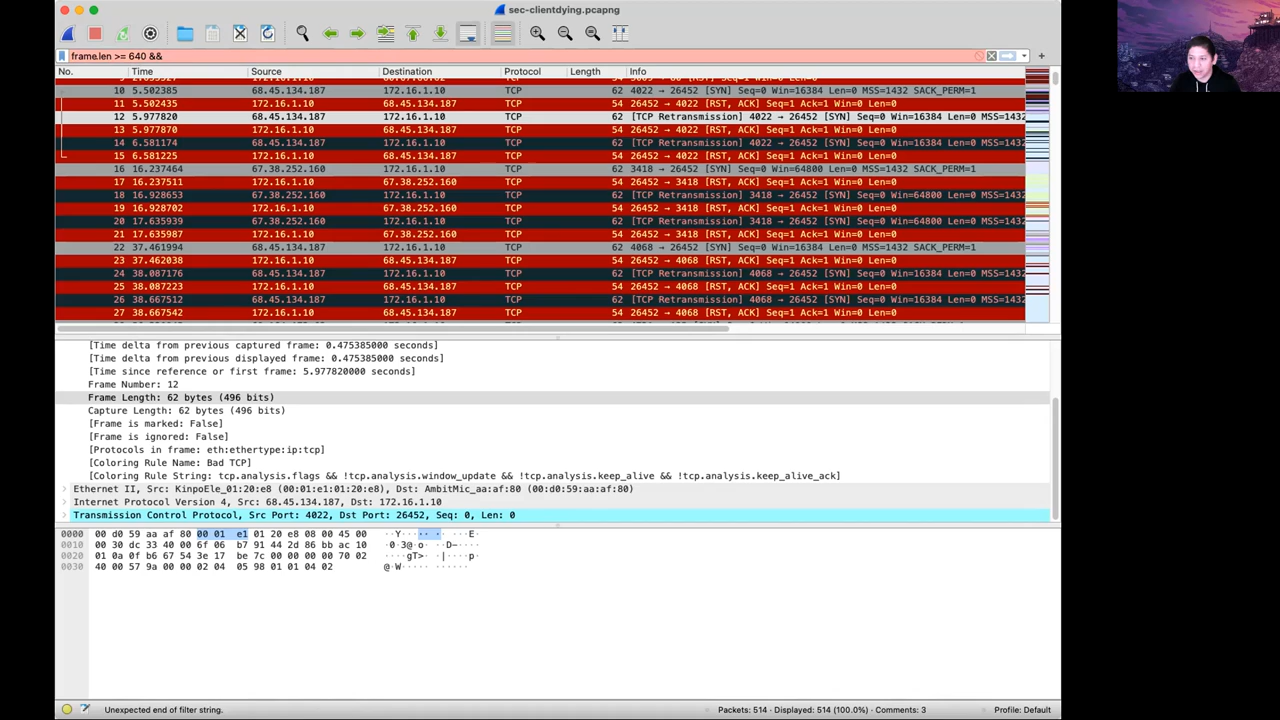 sec-clientdying.pcapng
frame.len >= 640 &&
No. Time Source Destination Protocol Length Info
10 5.502385 68.45.134.187 172.16.1.10 TCP 62 4022 → 26452 [SYN] Seq=0 Win=16384 Len=0 MSS=1432 SACK_PERM=1
11 5.502435 172.16.1.10 68.45.134.187 TCP 54 26452 → 4022 [RST, ACK] Seq=1 Ack=1 Win=0 Len=0
12 5.977820 68.45.134.187 172.16.1.10 TCP 62 [TCP Retransmission] 4022 → 26452 [SYN] Seq=0 Win=16384 Len=0 MSS=1432
13 5.977870 172.16.1.10 68.45.134.187 TCP 54 26452 → 4022 [RST, ACK] Seq=1 Ack=1 Win=0 Len=0
14 6.581174 68.45.134.187 172.16.1.10 TCP 62 [TCP Retransmission] 4022 → 26452 [SYN] Seq=0 Win=16384 Len=0 MSS=1432
15 6.581225 172.16.1.10 68.45.134.187 TCP 54 26452 → 4022 [RST, ACK] Seq=1 Ack=1 Win=0 Len=0
16 16.237464 67.38.252.160 172.16.1.10 TCP 62 3418 → 26452 [SYN] Seq=0 Win=64800 Len=0 MSS=1432 SACK_PERM=1
17 16.237511 172.16.1.10 67.38.252.160 TCP 54 26452 → 3418 [RST, ACK] Seq=1 Ack=1 Win=0 Len=0
18 16.928653 67.38.252.160 172.16.1.10 TCP 62 [TCP Retransmission] 3418 → 26452 [SYN] Seq=0 Win=64800 Len=0 MSS=1432
19 16.928702 172.16.1.10 67.38.252.160 TCP 54 26452 → 3418 [RST, ACK] Seq=1 Ack=1 Win=0 Len=0
20 17.635939 67.38.252.160 172.16.1.10 TCP 62 [TCP Retransmission] 3418 → 26452 [SYN] Seq=0 Win=64800 Len=0 MSS=1432
21 17.635987 172.16.1.10 67.38.252.160 TCP 54 26452 → 3418 [RST, ACK] Seq=1 Ack=1 Win=0 Len=0
22 37.461994 68.45.134.187 172.16.1.10 TCP 62 4068 → 26452 [SYN] Seq=0 Win=16384 Len=0 MSS=1432 SACK_PERM=1
23 37.462038 172.16.1.10 68.45.134.187 TCP 54 26452 → 4068 [RST, ACK] Seq=1 Ack=1 Win=0 Len=0
24 38.087176 68.45.134.187 172.16.1.10 TCP 62 [TCP Retransmission] 4068 → 26452 [SYN] Seq=0 Win=16384 Len=0 MSS=1432
25 38.087223 172.16.1.10 68.45.134.187 TCP 54 26452 → 4068 [RST, ACK] Seq=1 Ack=1 Win=0 Len=0
26 38.667512 68.45.134.187 172.16.1.10 TCP 62 [TCP Retransmission] 4068 → 26452 [SYN] Seq=0 Win=16384 Len=0 MSS=1432
27 38.667542 172.16.1.10 68.45.134.187 TCP 54 26452 → 4068 [RST, ACK] Seq=1 Ack=1 Win=0 Len=0
[Time delta from previous captured frame: 0.475385000 seconds]
[Time delta from previous displayed frame: 0.475385000 seconds]
[Time since reference or first frame: 5.977820000 seconds]
Frame Number: 12
Frame Length: 62 bytes (496 bits)
Capture Length: 62 bytes (496 bits)
[Frame is marked: False]
[Frame is ignored: False]
[Protocols in frame: eth:ethertype:ip:tcp]
[Coloring Rule Name: Bad TCP]
[Coloring Rule String: tcp.analysis.flags && !tcp.analysis.window_update && !tcp.analysis.keep_alive && !tcp.analysis.keep_alive_ack]
Ethernet II, Src: KinpoEle_01:20:e8 (00:01:e1:01:20:e8), Dst: AmbitMic_aa:af:80 (00:d0:59:aa:af:80)
Internet Protocol Version 4, Src: 68.45.134.187, Dst: 172.16.1.10
Transmission Control Protocol, Src Port: 4022, Dst Port: 26452, Seq: 0, Len: 0
0000 00 d0 59 aa af 80 00 01 e1 01 20 e8 08 00 45 00 ··Y··· ··· ···E·
0010 00 30 dc 33 40 00 6f 06 b7 91 44 2d 86 bb ac 10 ·0·3@·o· ··D-····
0020 01 0a 0f b6 67 54 3e 17 be 7c 00 00 00 00 70 02 ····gT>· ·|····p·
0030 40 00 57 9a 00 00 02 04 05 98 01 01 04 02 @·W····· ······
Unexpected end of filter string.
Packets: 514 · Displayed: 514 (100.0%) · Comments: 3
Profile: Default